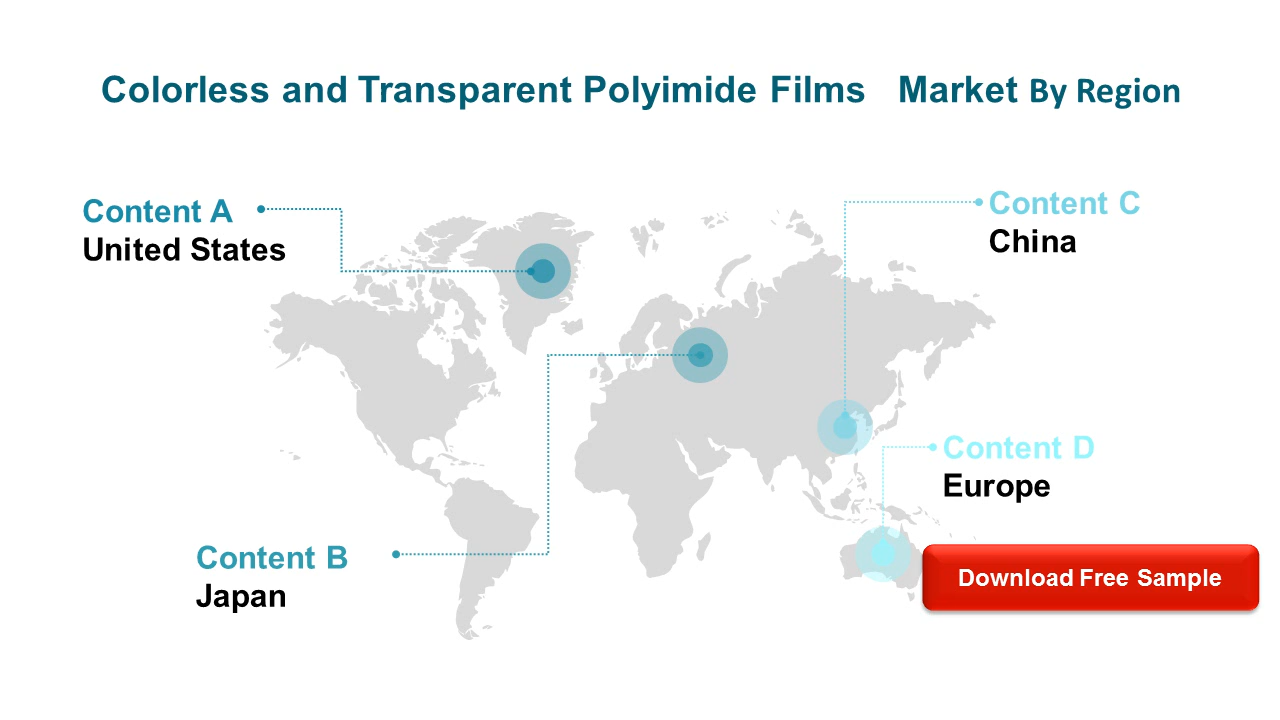 Colorless and Transparent Polyimide Films Market By Region
Content A
United States
Content C
China
Content D
Europe
Content B
Japan
Download Free Sample